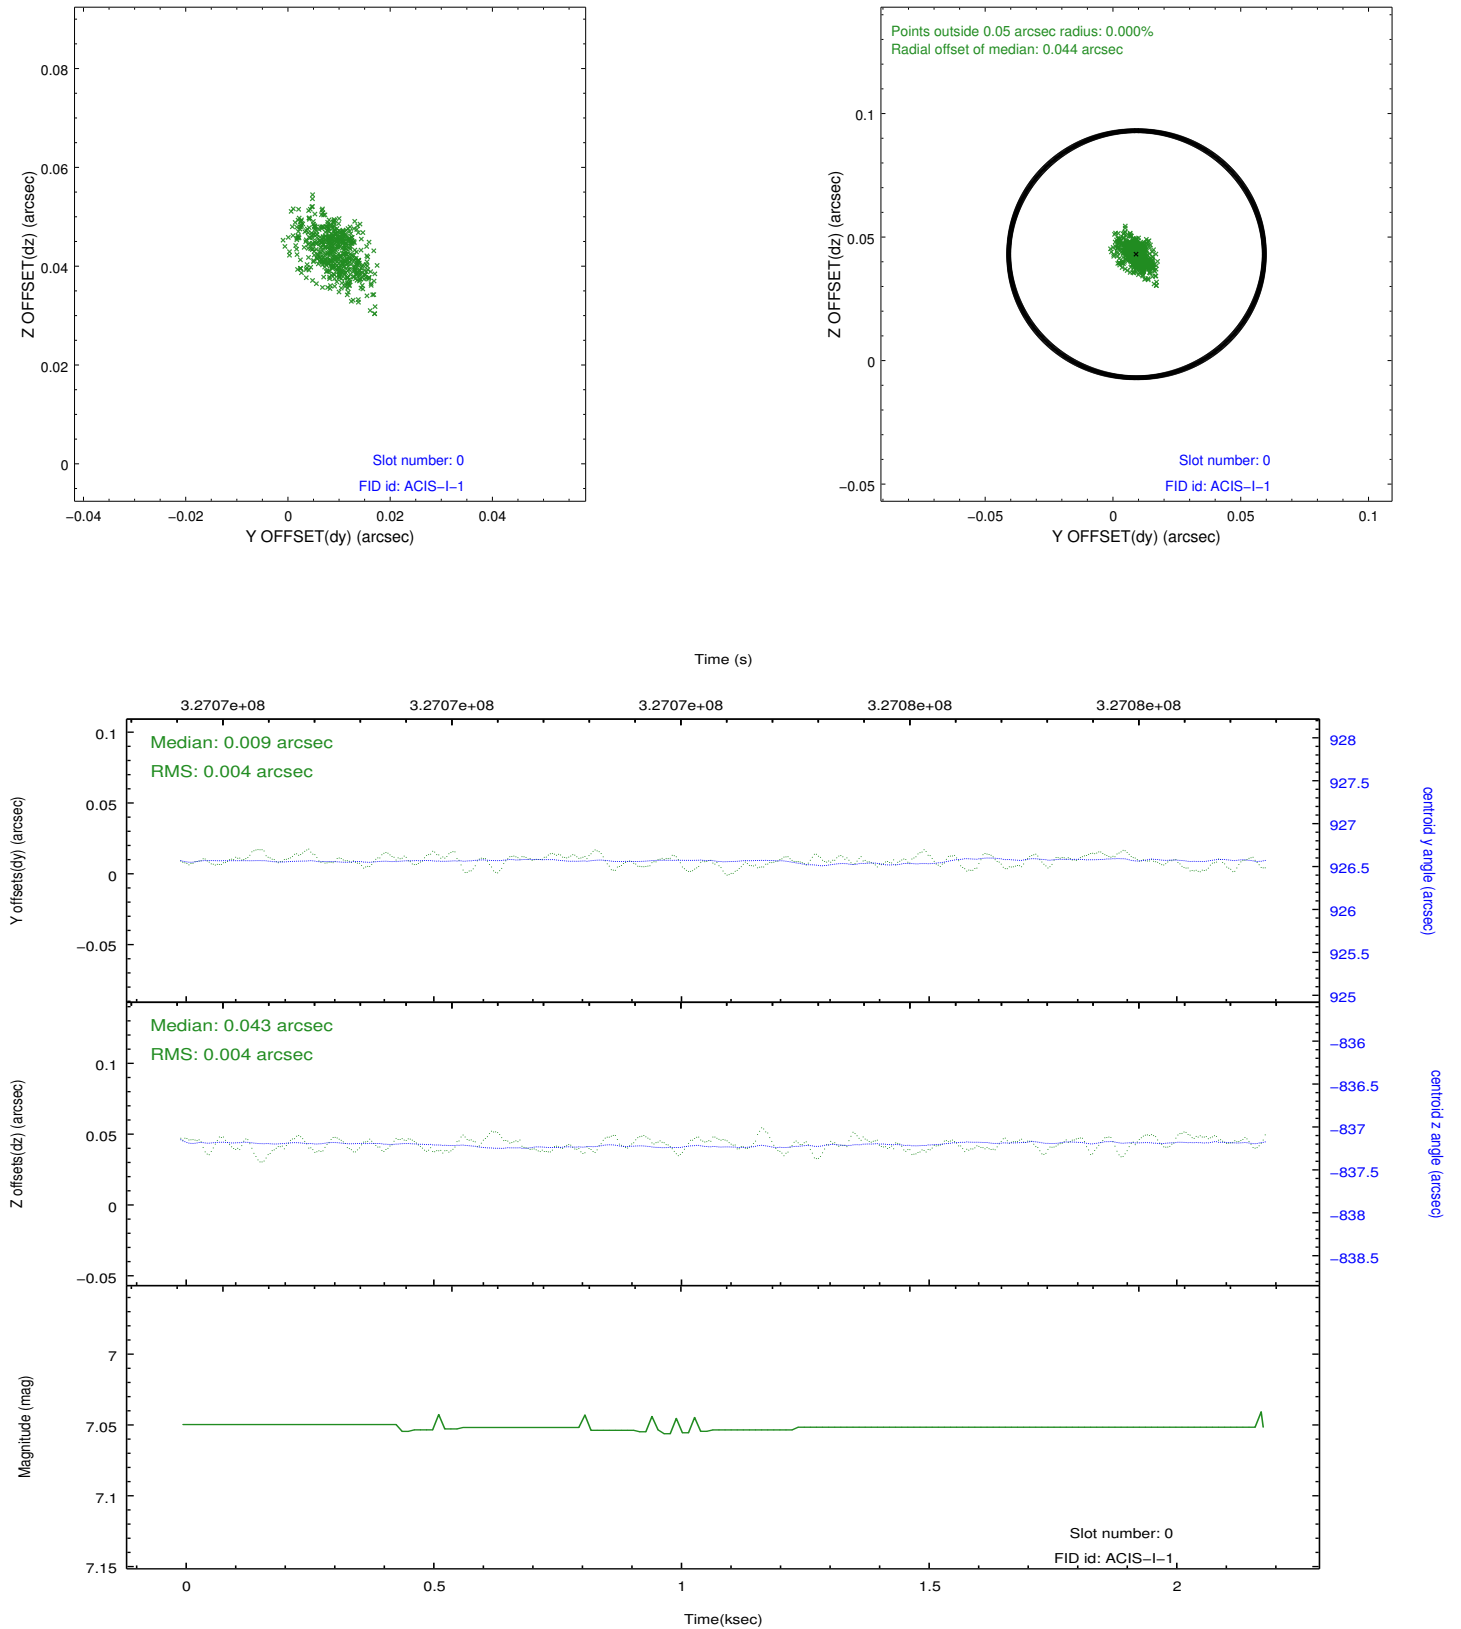 0.08
0.06
0.04
0.02
0
Z OFFSET(dz) (arcsec)
Slot number: 0
FID id: ACIS−I−1
−0.04 −0.02 0 0.02 0.04
Y OFFSET(dy) (arcsec)
Points outside 0.05 arcsec radius: 0.000%
Radial offset of median: 0.044 arcsec
0.1
0.05
0
−0.05
Z OFFSET(dz) (arcsec)
Slot number: 0
FID id: ACIS−I−1
−0.05 0 0.05 0.1
Y OFFSET(dy) (arcsec)
Time (s)
3.2707e+08 3.2707e+08 3.2707e+08 3.2708e+08 3.2708e+08
Median: 0.009 arcsec
RMS: 0.004 arcsec
0.1
0.05
0
−0.05
Y offsets(dy) (arcsec)
928
927.5
927
926.5
926
925.5
925
centroid y angle (arcsec)
Median: 0.043 arcsec
RMS: 0.004 arcsec
0.1
0.05
0
−0.05
Z offsets(dz) (arcsec)
−836
−836.5
−837
−837.5
−838
−838.5
centroid z angle (arcsec)
7
7.05
7.1
7.15
Magnitude (mag)
Slot number: 0
FID id: ACIS−I−1
0 0.5 1 1.5 2
Time(ksec)